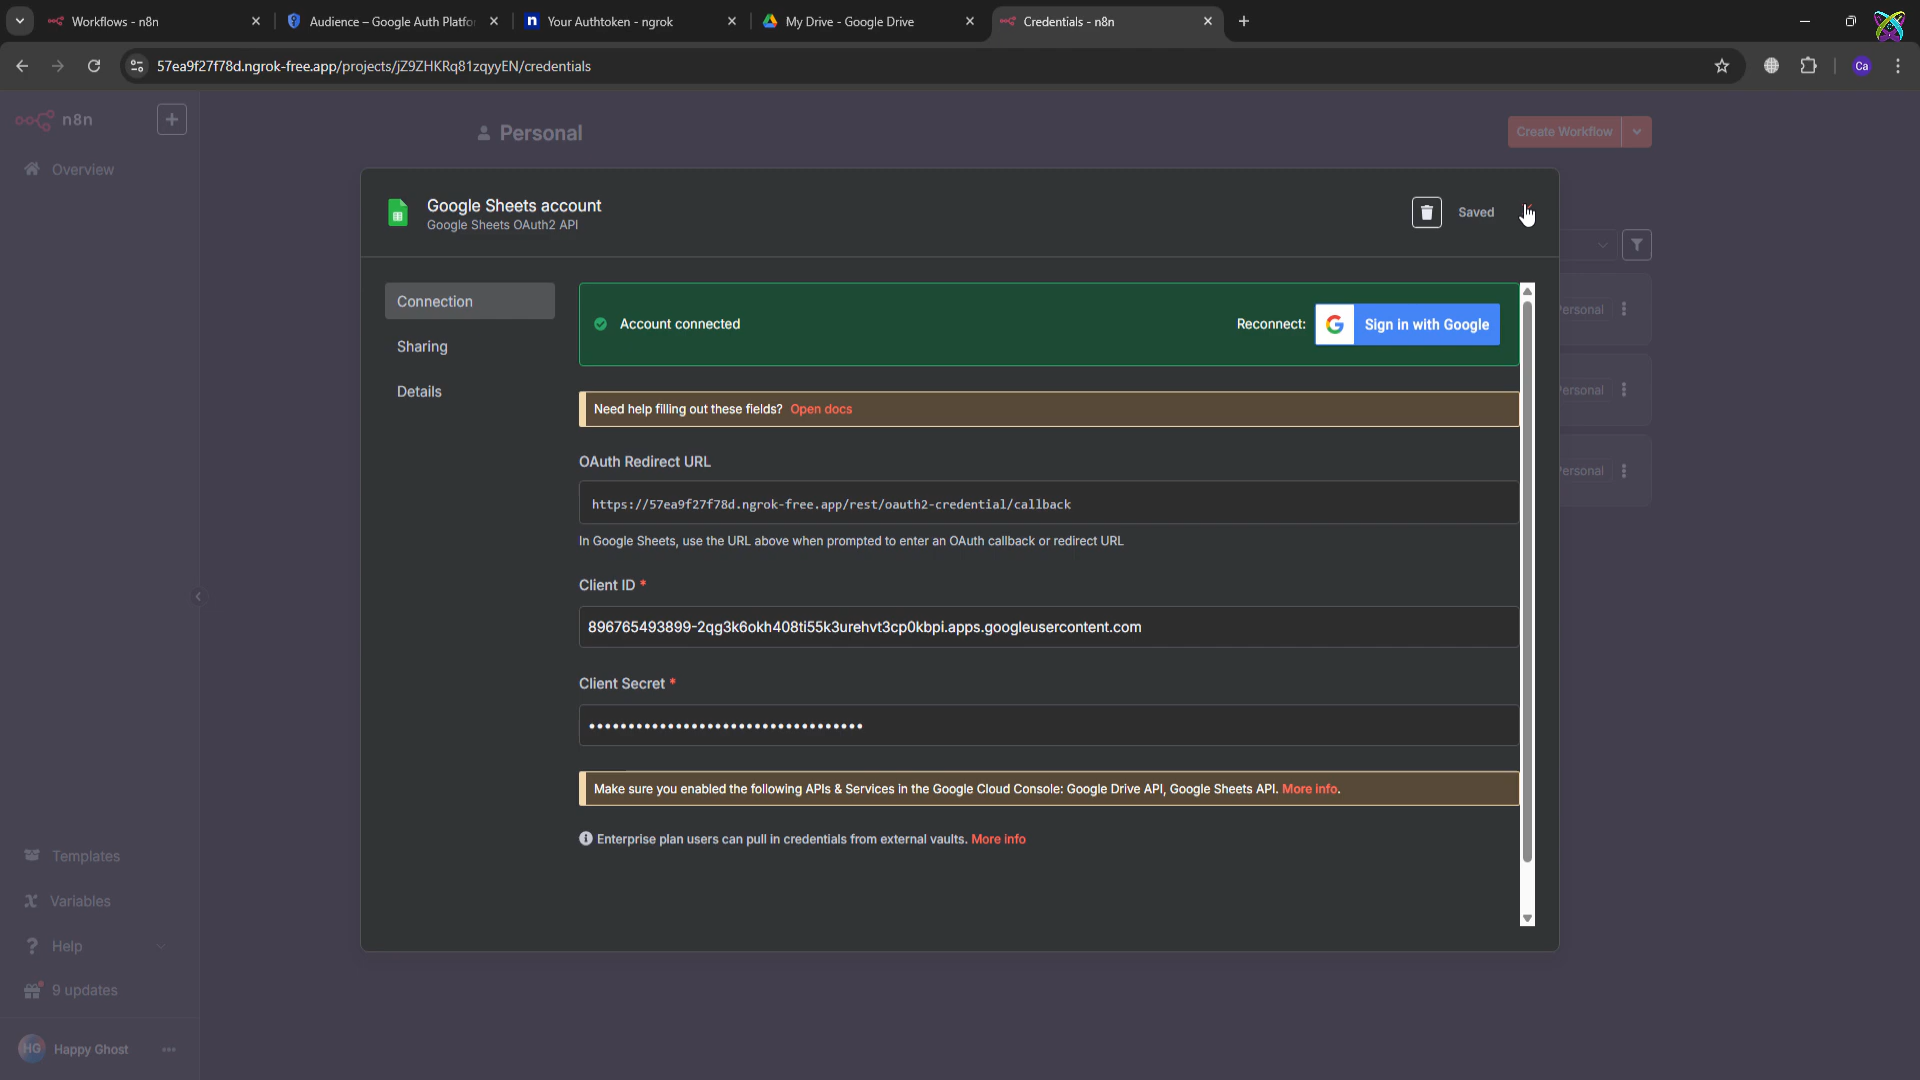 Workflows - n8n
Audience – Google Auth Platfor
Your Authtoken - ngrok
My Drive - Google Drive
Credentials - n8n
57ea9f27f78d.ngrok-free.app/projects/jZ9ZHKRq81zqyyEN/credentials
Ca
n8n
Personal
Create Workflow
Overview
Google Sheets account
Google Sheets OAuth2 API
Saved
Connection
Sharing
Details
Account connected
Reconnect:
Sign in with Google
Need help filling out these fields? Open docs
OAuth Redirect URL
https://57ea9f27f78d.ngrok-free.app/rest/oauth2-credential/callback
In Google Sheets, use the URL above when prompted to enter an OAuth callback or redirect URL
Client ID *
896765493899-2qg3k6okh408ti55k3urehvt3cp0kbpi.apps.googleusercontent.com
Client Secret *
Make sure you enabled the following APIs & Services in the Google Cloud Console: Google Drive API, Google Sheets API. More info.
Enterprise plan users can pull in credentials from external vaults. More info
Personal
Personal
Personal
Templates
Variables
Help
9 updates
HG
Happy Ghost